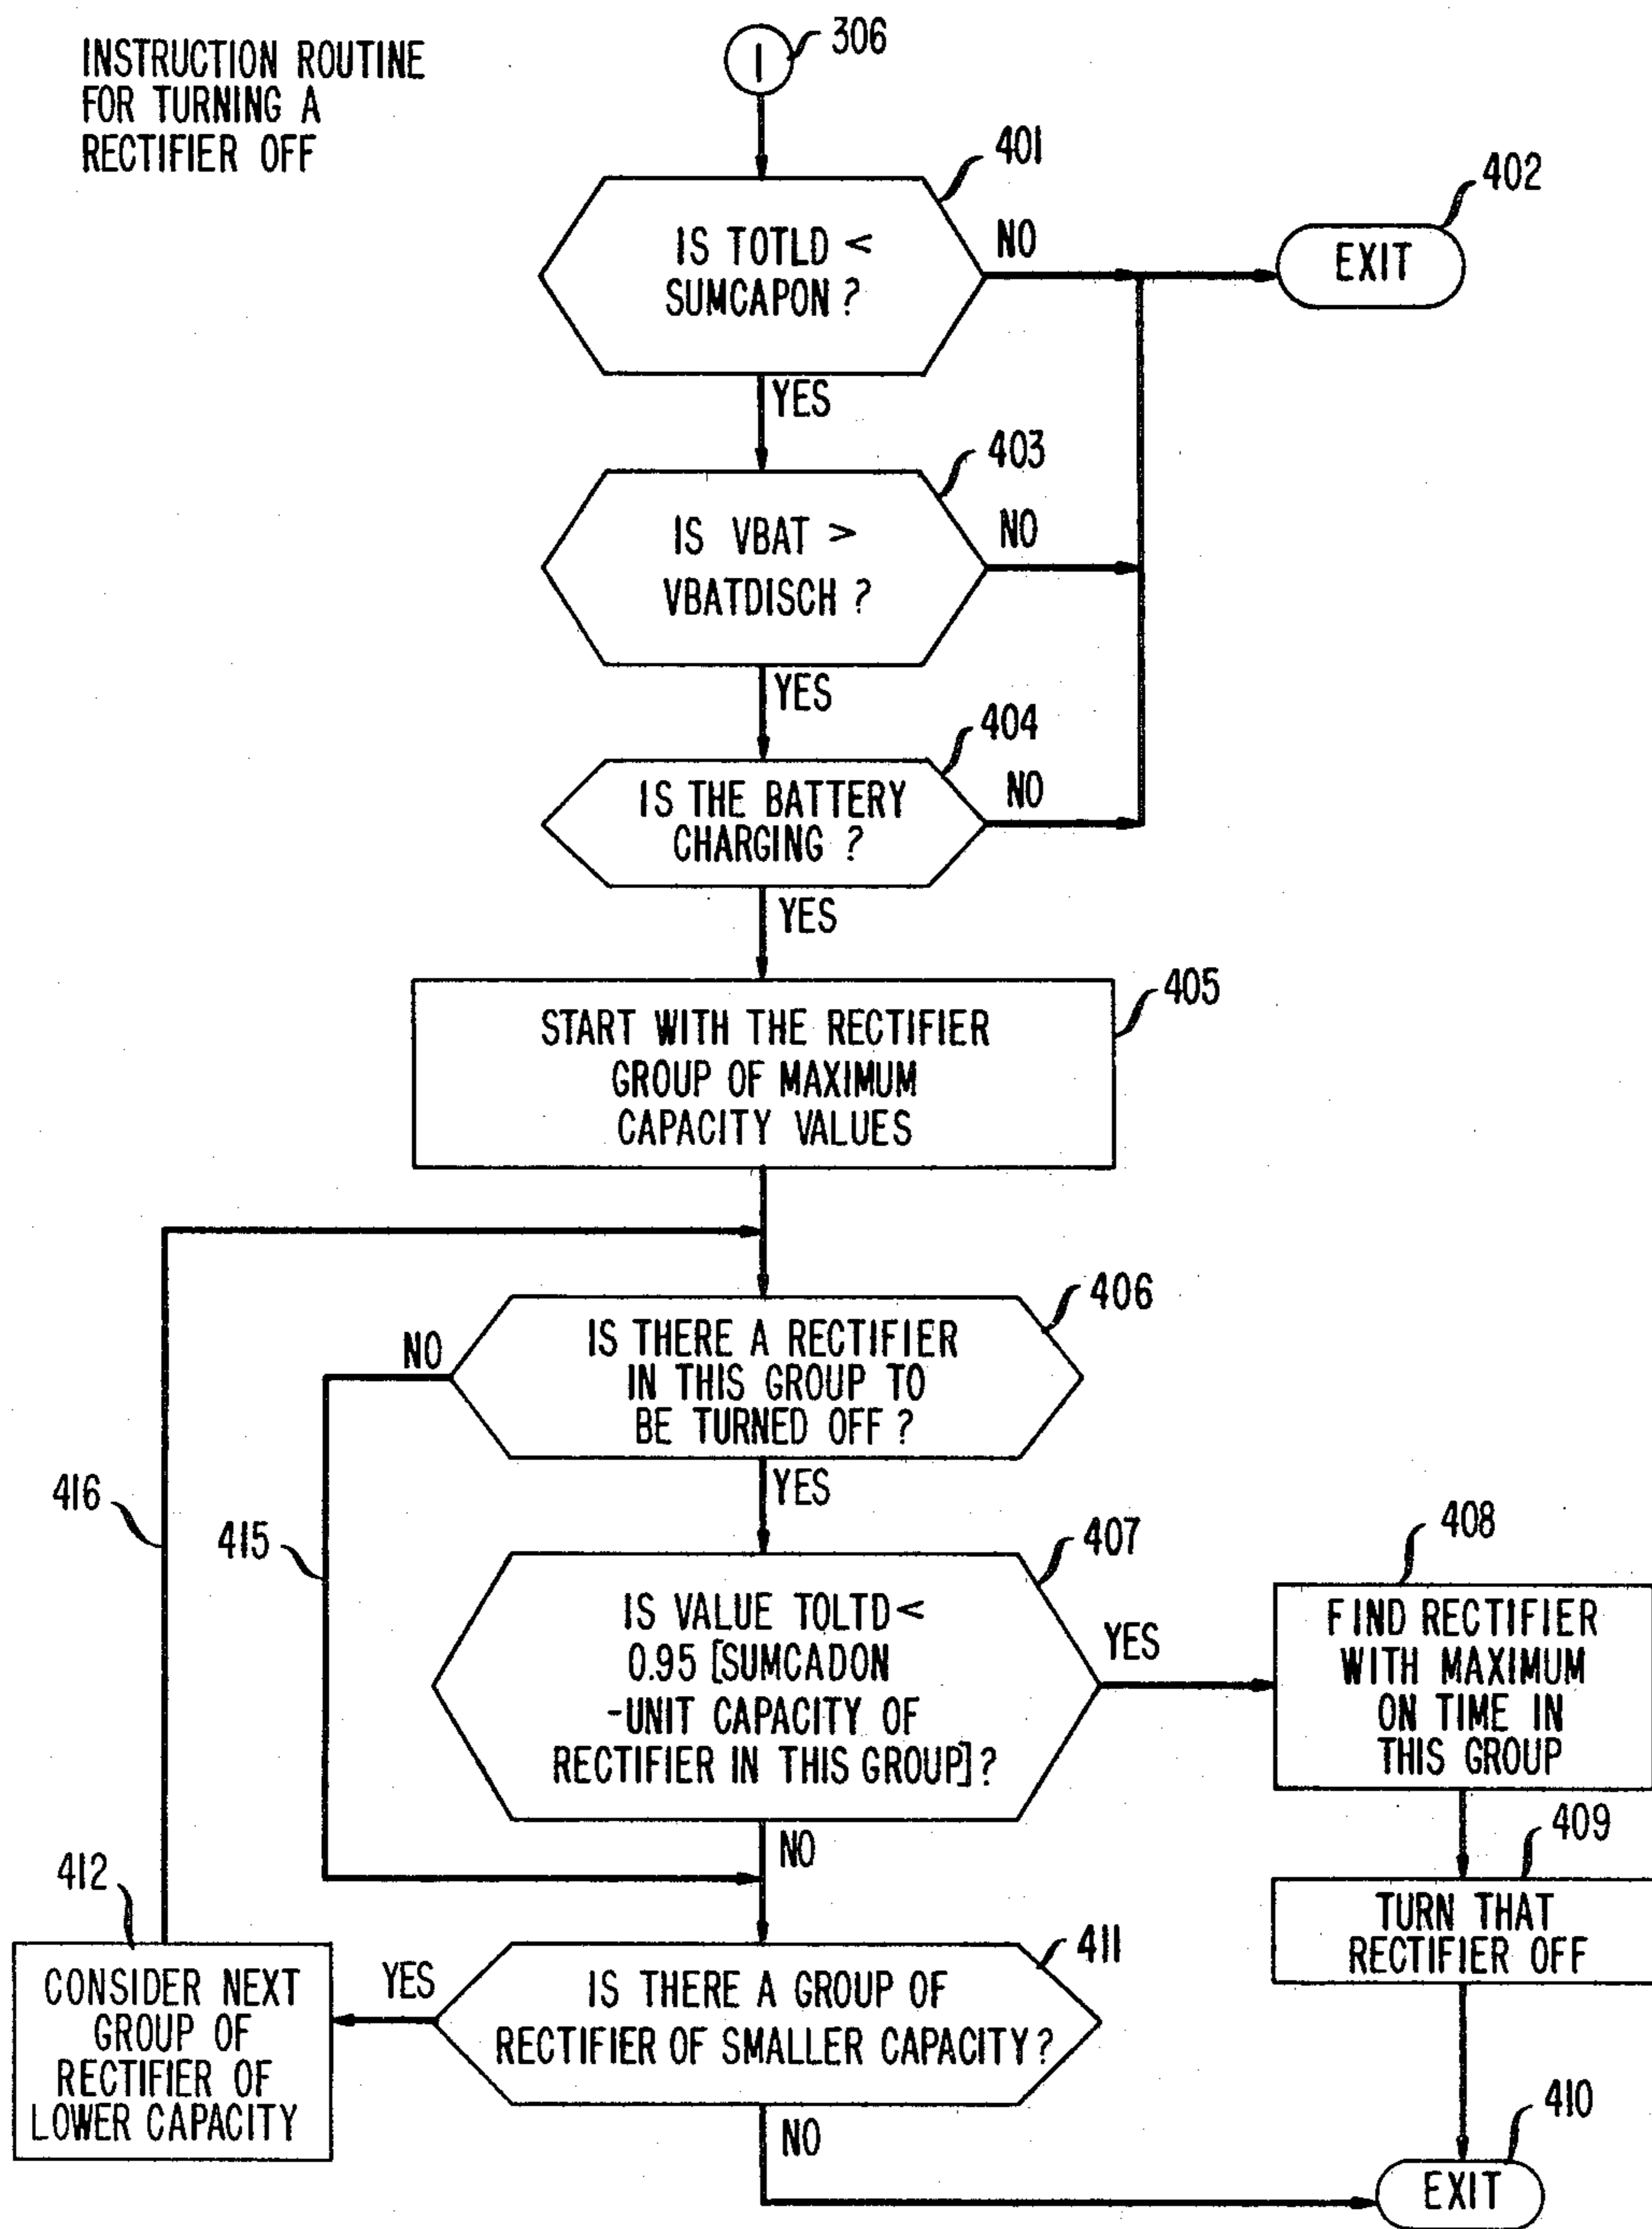 INSTRUCTION ROUTINE
FOR TURNING A
RECTIFIER OFF
I
306
401
IS TOTLD <
SUMCAPON ?
NO
402
EXIT
YES
403
IS VBAT >
VBATDISCH ?
NO
YES
404
IS THE BATTERY
CHARGING ?
NO
YES
405
START WITH THE RECTIFIER
GROUP OF MAXIMUM
CAPACITY VALUES
406
NO
IS THERE A RECTIFIER
IN THIS GROUP TO
BE TURNED OFF ?
YES
416
415
407
IS VALUE TOLTD <
0.95 [SUMCADON
-UNIT CAPACITY OF
RECTIFIER IN THIS GROUP] ?
YES
408
FIND RECTIFIER
WITH MAXIMUM
ON TIME IN
THIS GROUP
NO
409
TURN THAT
RECTIFIER OFF
412
CONSIDER NEXT
GROUP OF
RECTIFIER OF
LOWER CAPACITY
YES
411
IS THERE A GROUP OF
RECTIFIER OF SMALLER CAPACITY ?
NO
410
EXIT